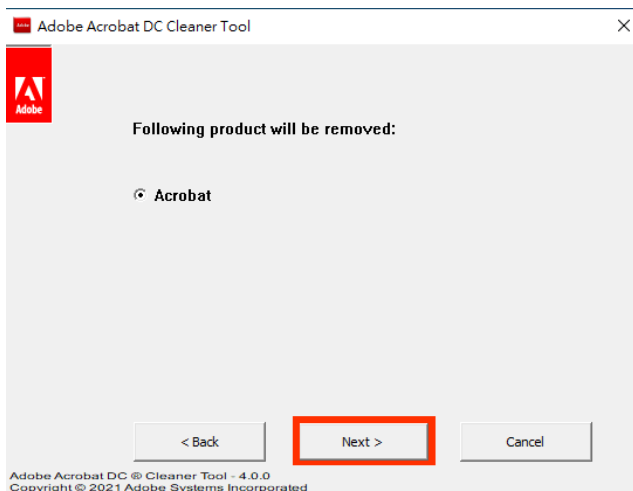 Adobe Acrobat DC Cleaner Tool
Adobe
Following product will be removed:
Acrobat
< Back Next > Cancel
Adobe Acrobat DC ® Cleaner Tool - 4.0.0
Copyright © 2021 Adobe Systems Incorporated